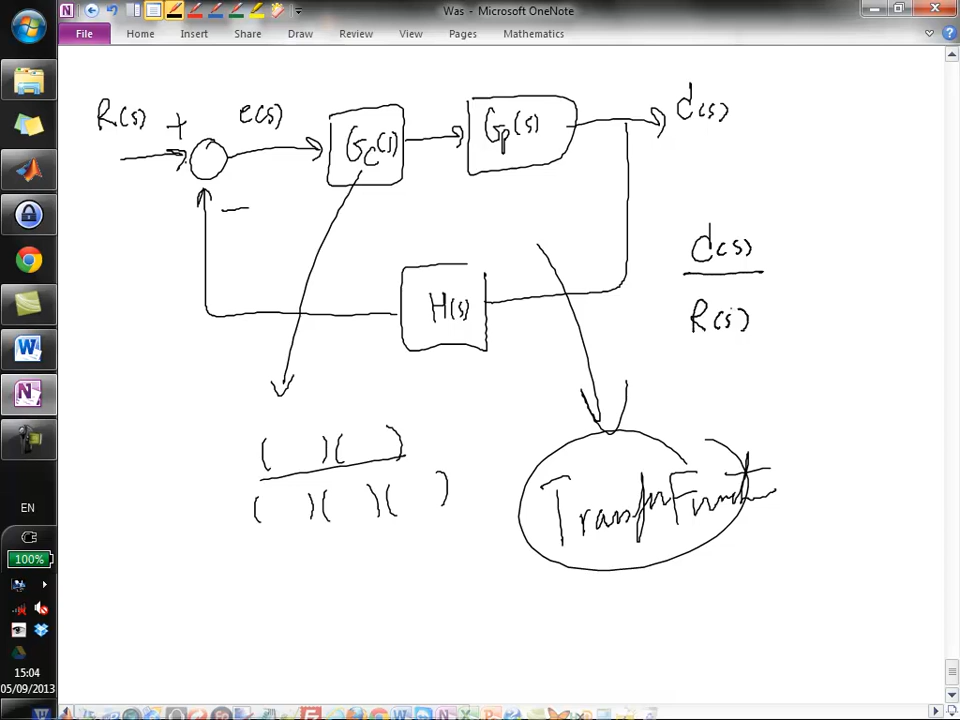 Was - Microsoft OneNote
File Home Insert Share Draw Review View Pages Mathematics
R(s) + e(s) Gc(s) Gp(s) C(s)
−
H(s)
C(s)
R(s)
( )( )
( )( )( )
Transfer Funct
EN
100%
15:04
05/09/2013